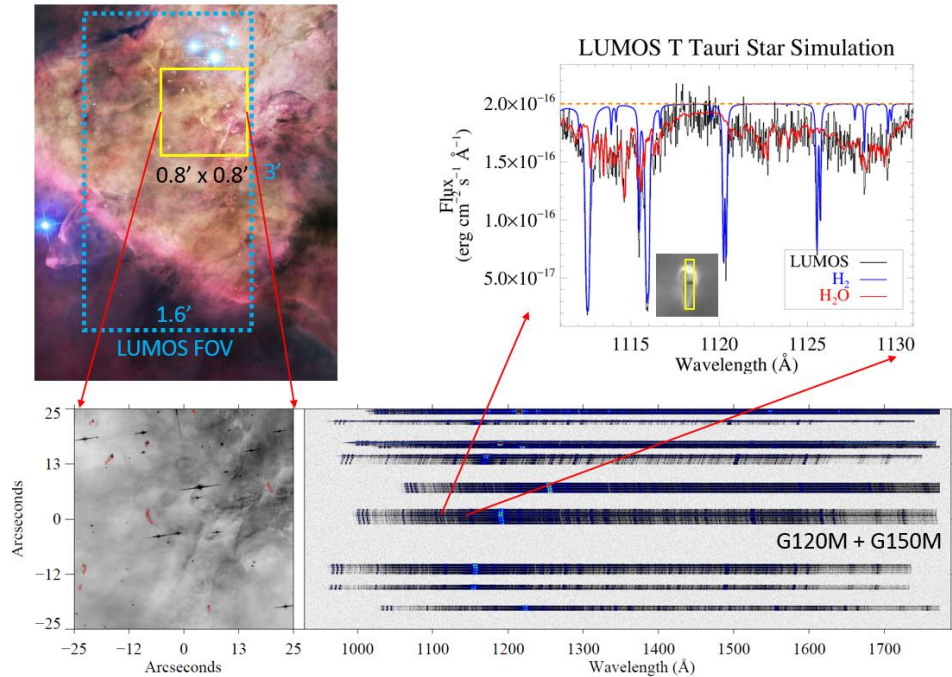 0.8’ x 0.8’
3’
1.6’
LUMOS FOV
LUMOS T Tauri Star Simulation
2.0×10⁻¹⁶
1.5×10⁻¹⁶
1.0×10⁻¹⁶
5.0×10⁻¹⁷
Flux
(erg cm⁻² s⁻¹ Å⁻¹)
LUMOS
H₂
H₂O
1115 1120 1125 1130
Wavelength (Å)
25
13
0
−12
−25
Arcseconds
−25 −12 0 13 25
Arcseconds
G120M + G150M
1000 1100 1200 1300 1400 1500 1600 1700
Wavelength (Å)